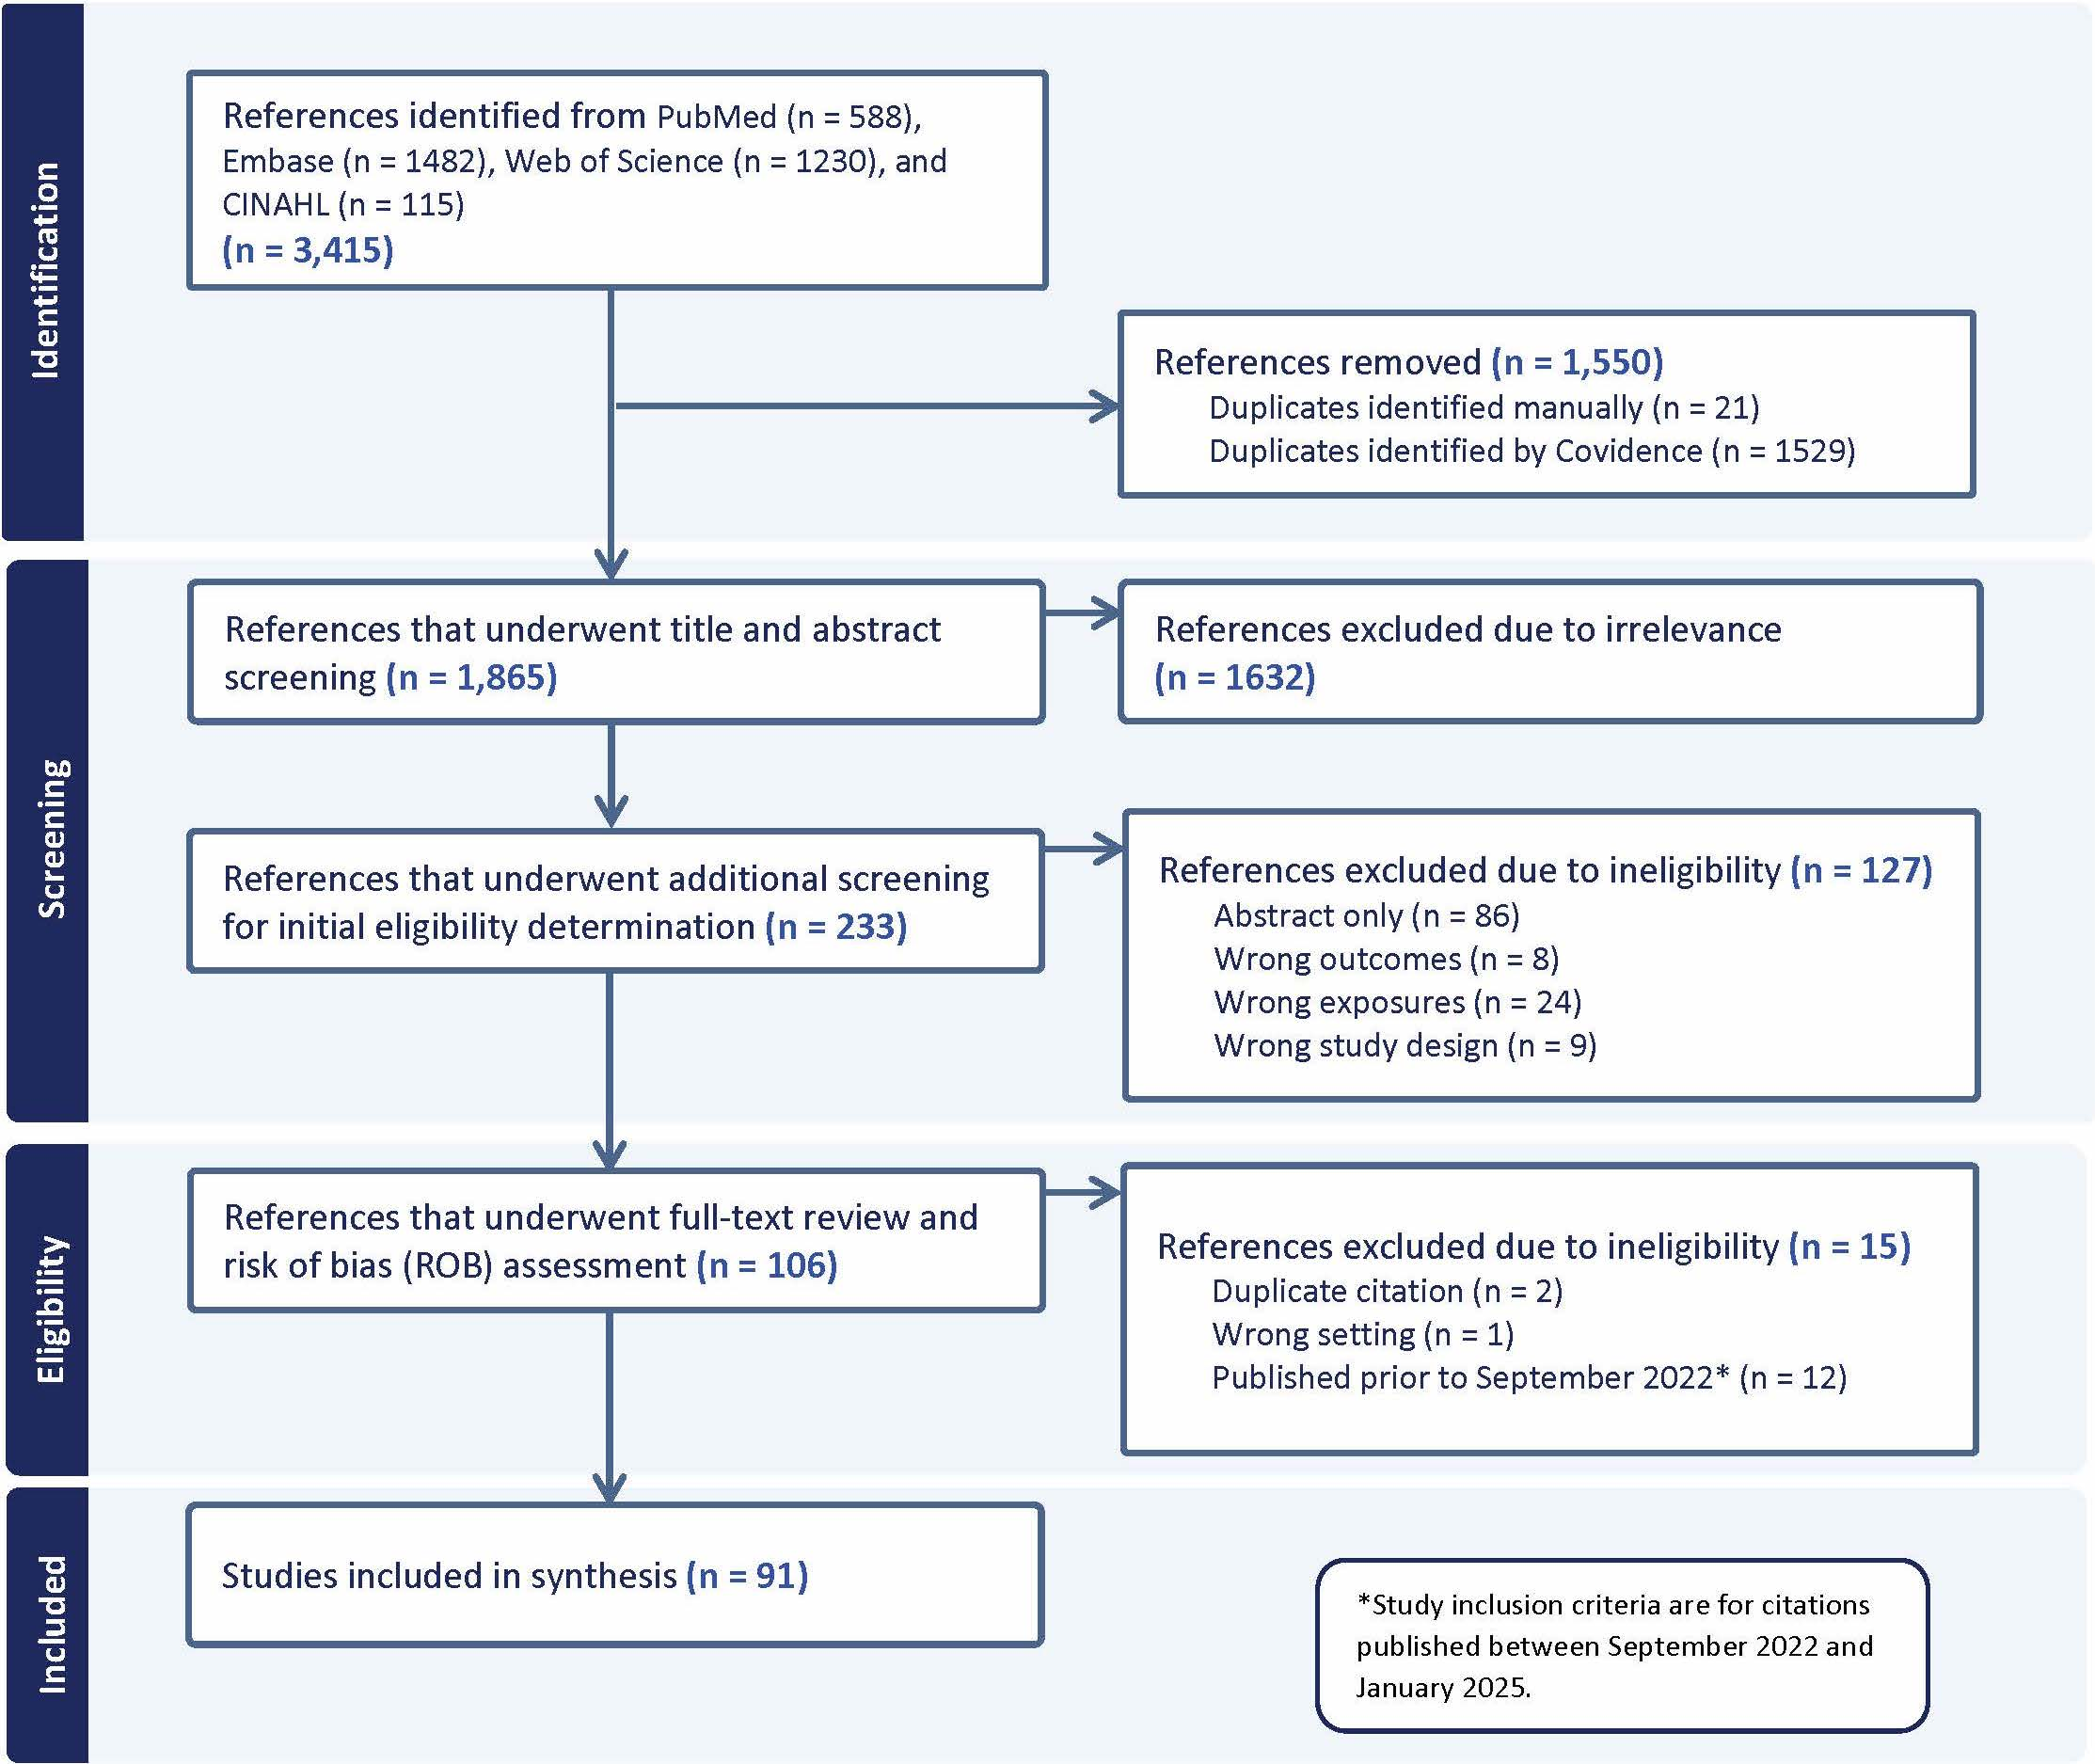 Identification
References identified from PubMed (n = 588),
Embase (n = 1482), Web of Science (n = 1230), and
CINAHL (n = 115)
(n = 3,415)
References removed (n = 1,550)
Duplicates identified manually (n = 21)
Duplicates identified by Covidence (n = 1529)
Screening
References that underwent title and abstract
screening (n = 1,865)
References excluded due to irrelevance
(n = 1632)
References that underwent additional screening
for initial eligibility determination (n = 233)
References excluded due to ineligibility (n = 127)
Abstract only (n = 86)
Wrong outcomes (n = 8)
Wrong exposures (n = 24)
Wrong study design (n = 9)
Eligibility
References that underwent full-text review and
risk of bias (ROB) assessment (n = 106)
References excluded due to ineligibility (n = 15)
Duplicate citation (n = 2)
Wrong setting (n = 1)
Published prior to September 2022* (n = 12)
Included
Studies included in synthesis (n = 91)
*Study inclusion criteria are for citations
published between September 2022 and
January 2025.